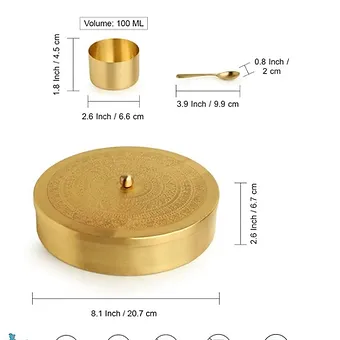 Volume: 100 ML
1.8 Inch / 4.5 cm
0.8 Inch /
2 cm
2.6 Inch / 6.6 cm
3.9 Inch / 9.9 cm
2.6 Inch / 6.7 cm
8.1 Inch / 20.7 cm